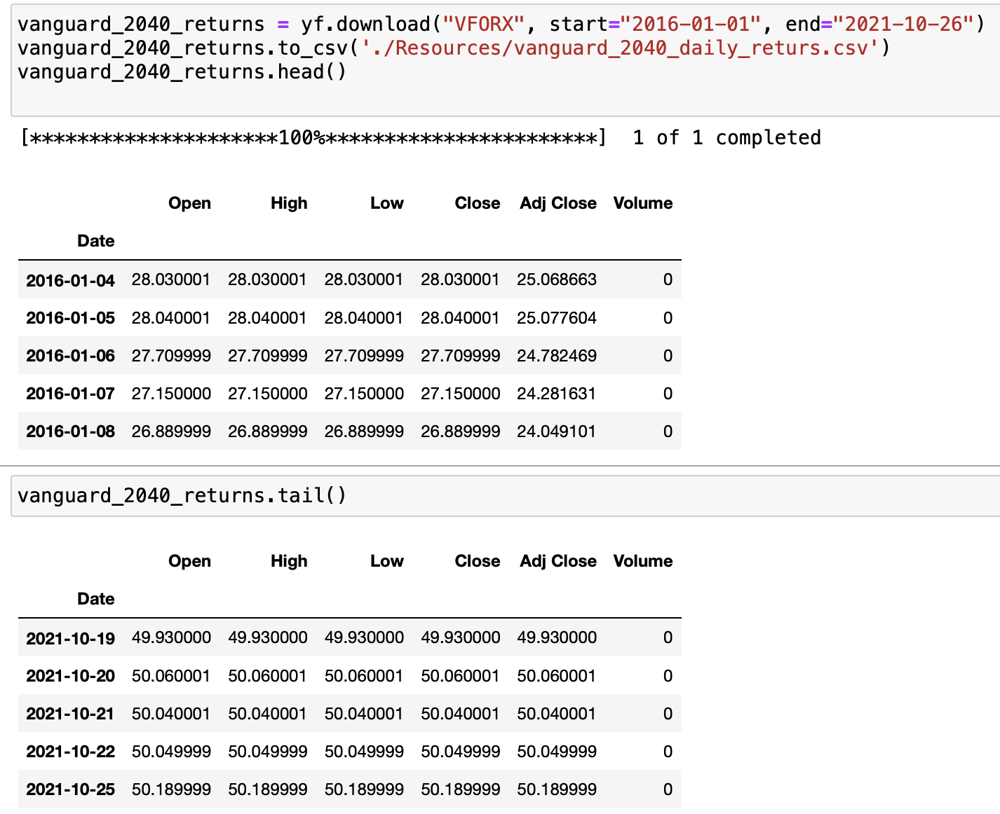 vanguard_2040_returns = yf.download("VFORX", start="2016-01-01", end="2021-10-26")
vanguard_2040_returns.to_csv('./Resources/vanguard_2040_daily_returs.csv')
vanguard_2040_returns.head()
[*********************100%***********************]  1 of 1 completed
Open High Low Close Adj Close Volume
Date
2016-01-04 28.030001 28.030001 28.030001 28.030001 25.068663 0
2016-01-05 28.040001 28.040001 28.040001 28.040001 25.077604 0
2016-01-06 27.709999 27.709999 27.709999 27.709999 24.782469 0
2016-01-07 27.150000 27.150000 27.150000 27.150000 24.281631 0
2016-01-08 26.889999 26.889999 26.889999 26.889999 24.049101 0
vanguard_2040_returns.tail()
Open High Low Close Adj Close Volume
Date
2021-10-19 49.930000 49.930000 49.930000 49.930000 49.930000 0
2021-10-20 50.060001 50.060001 50.060001 50.060001 50.060001 0
2021-10-21 50.040001 50.040001 50.040001 50.040001 50.040001 0
2021-10-22 50.049999 50.049999 50.049999 50.049999 50.049999 0
2021-10-25 50.189999 50.189999 50.189999 50.189999 50.189999 0